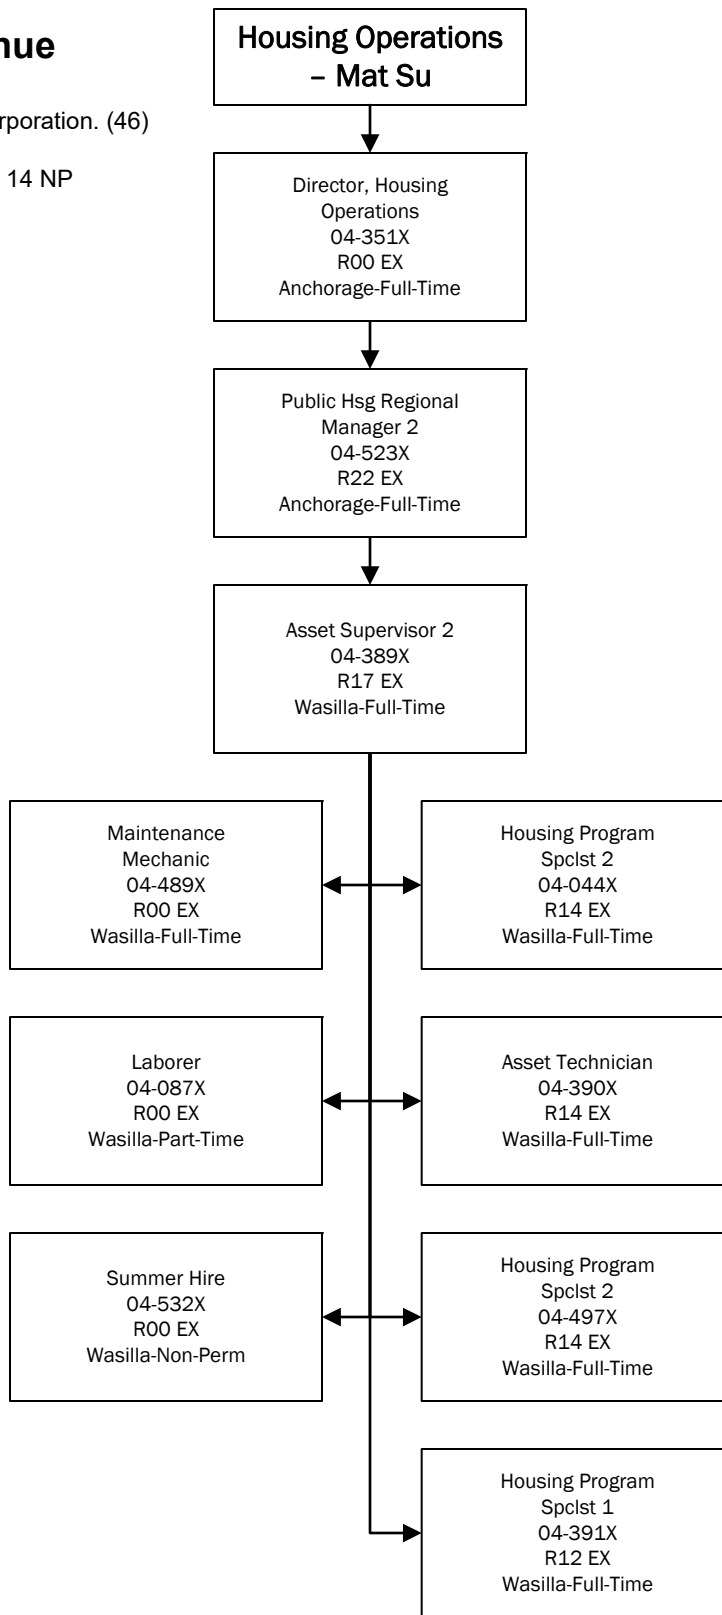 nue
rporation. (46)
14 NP
Housing Operations
– Mat Su
Director, Housing
Operations
04-351X
R00 EX
Anchorage-Full-Time
Public Hsg Regional
Manager 2
04-523X
R22 EX
Anchorage-Full-Time
Asset Supervisor 2
04-389X
R17 EX
Wasilla-Full-Time
Maintenance
Mechanic
04-489X
R00 EX
Wasilla-Full-Time
Housing Program
Spclst 2
04-044X
R14 EX
Wasilla-Full-Time
Laborer
04-087X
R00 EX
Wasilla-Part-Time
Asset Technician
04-390X
R14 EX
Wasilla-Full-Time
Summer Hire
04-532X
R00 EX
Wasilla-Non-Perm
Housing Program
Spclst 2
04-497X
R14 EX
Wasilla-Full-Time
Housing Program
Spclst 1
04-391X
R12 EX
Wasilla-Full-Time